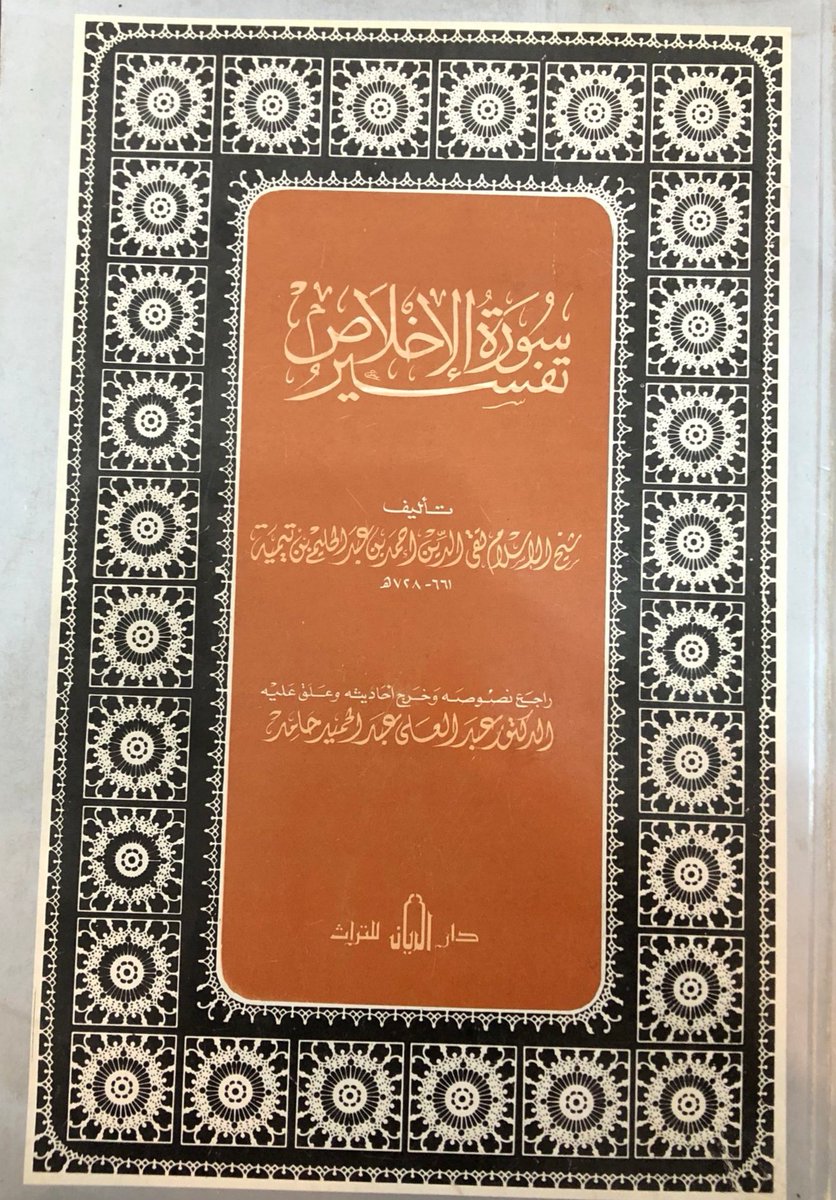 تفسير
سورة الإخلاص
تأليف
شيخ الإسلام تقي الدين أحمد بن عبد الحليم بن تيمية
٦٦١ - ٧٢٨هـ
راجع نصوصه وخرج أحاديثه وعلق عليه
الدكتور عبد العلى عبد الحميد حامد
دار الريان للتراث